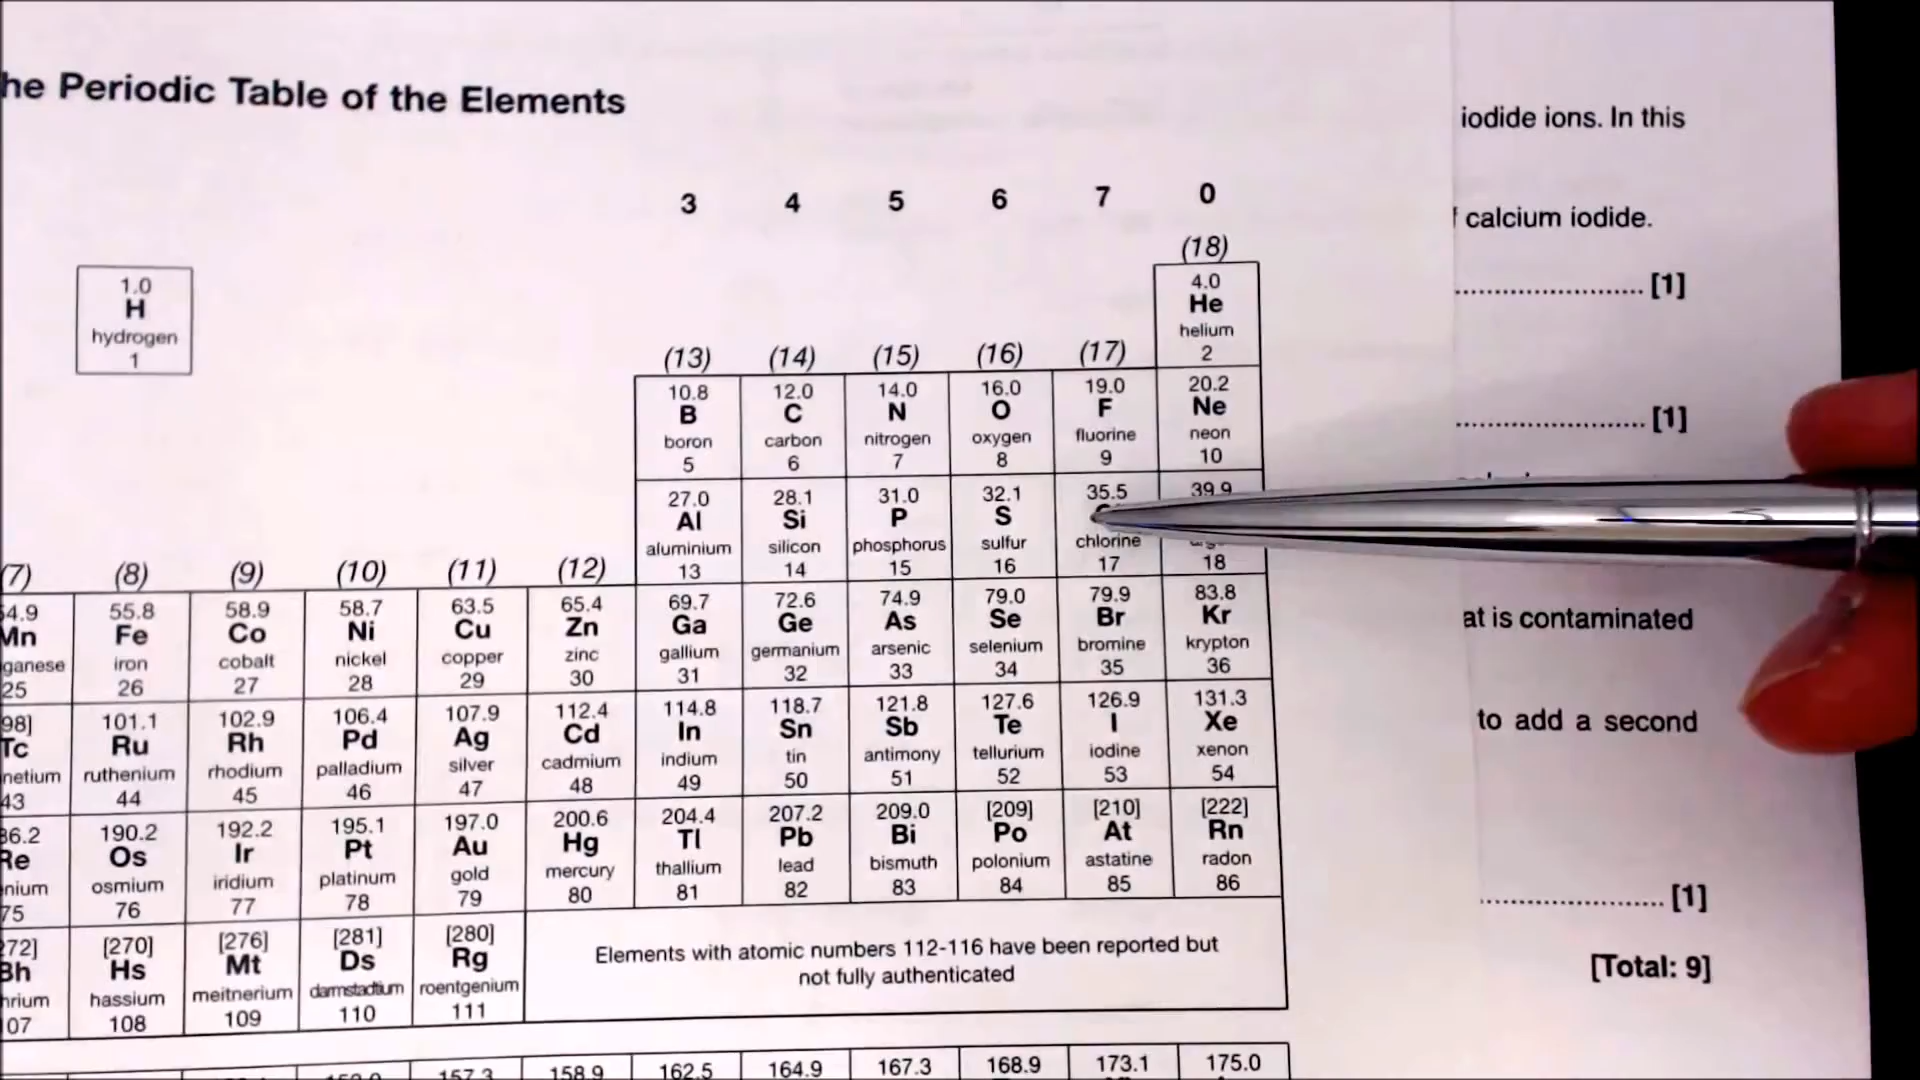 he Periodic Table of the Elements
iodide ions. In this
3 4 5 6 7 0
calcium iodide.
(18)
1.0
H
hydrogen
1
4.0
He
helium
2
[1]
(13) (14) (15) (16) (17)
10.8 12.0 14.0 16.0 19.0 20.2
B C N O F Ne
boron carbon nitrogen oxygen fluorine neon
5 6 7 8 9 10
[1]
27.0 28.1 31.0 32.1 35.5 39.9
Al Si P S
aluminium silicon phosphorus sulfur chlorine
13 14 15 16 17 18
(7) (8) (9) (10) (11) (12)
54.9 55.8 58.9 58.7 63.5 65.4 69.7 72.6 74.9 79.0 79.9 83.8
Mn Fe Co Ni Cu Zn Ga Ge As Se Br Kr
ganese iron cobalt nickel copper zinc gallium germanium arsenic selenium bromine krypton
25 26 27 28 29 30 31 32 33 34 35 36
at is contaminated
98] 101.1 102.9 106.4 107.9 112.4 114.8 118.7 121.8 127.6 126.9 131.3
Tc Ru Rh Pd Ag Cd In Sn Sb Te I Xe
netium ruthenium rhodium palladium silver cadmium indium tin antimony tellurium iodine xenon
43 44 45 46 47 48 49 50 51 52 53 54
to add a second
86.2 190.2 192.2 195.1 197.0 200.6 204.4 207.2 209.0 [209] [210] [222]
Re Os Ir Pt Au Hg Tl Pb Bi Po At Rn
nium osmium iridium platinum gold mercury thallium lead bismuth polonium astatine radon
75 76 77 78 79 80 81 82 83 84 85 86
[1]
272] [270] [276] [281] [280]
Bh Hs Mt Ds Rg
hrium hassium meitnerium darmstadtium roentgenium
07 108 109 110 111
Elements with atomic numbers 112-116 have been reported but
not fully authenticated
[Total: 9]
157.3 158.9 162.5 164.9 167.3 168.9 173.1 175.0